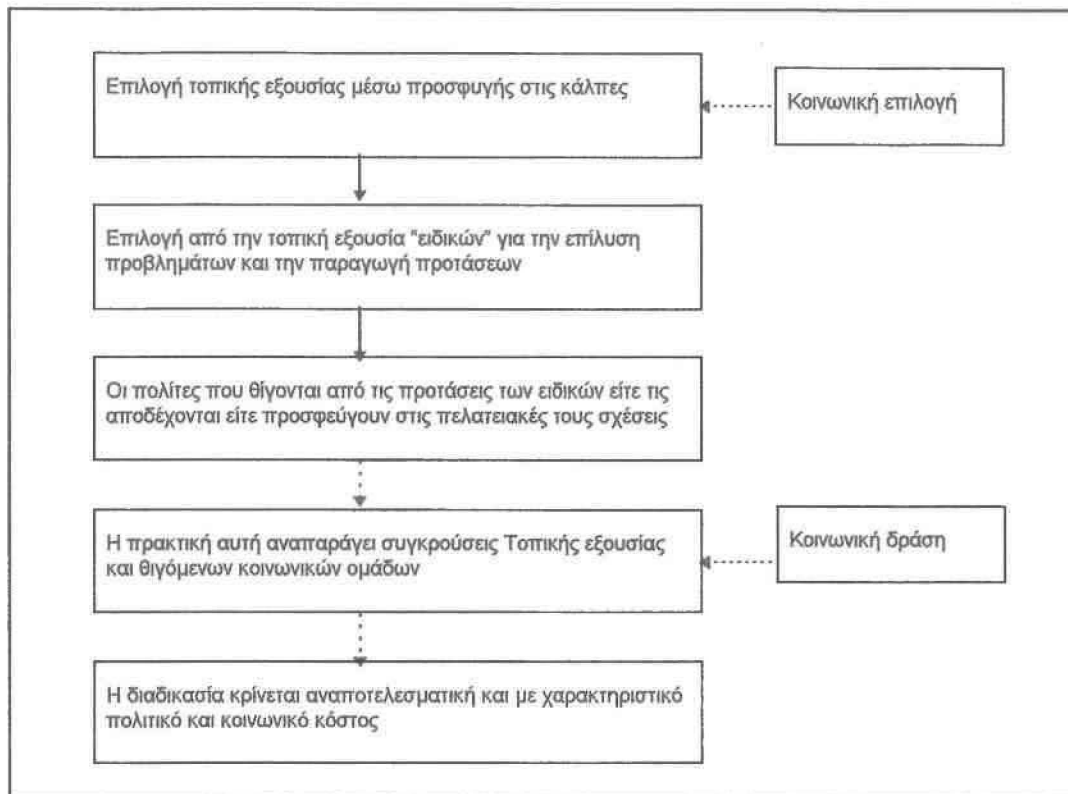 Επιλογή τοπικής εξουσίας μέσω προσφυγής στις κάλπες
Κοινωνική επιλογή
Επιλογή από την τοπική εξουσία "ειδικών" για την επίλυση
προβλημάτων και την παραγωγή προτάσεων
Οι πολίτες που θίγονται από τις προτάσεις των ειδικών είτε τις
αποδέχονται είτε προσφεύγουν στις πελατειακές τους σχέσεις
Η πρακτική αυτή αναπαράγει συγκρούσεις Τοπικής εξουσίας
και θιγόμενων κοινωνικών ομάδων
Κοινωνική δράση
Η διαδικασία κρίνεται αναποτελεσματική και με χαρακτηριστικό
πολιτικό και κοινωνικό κόστος